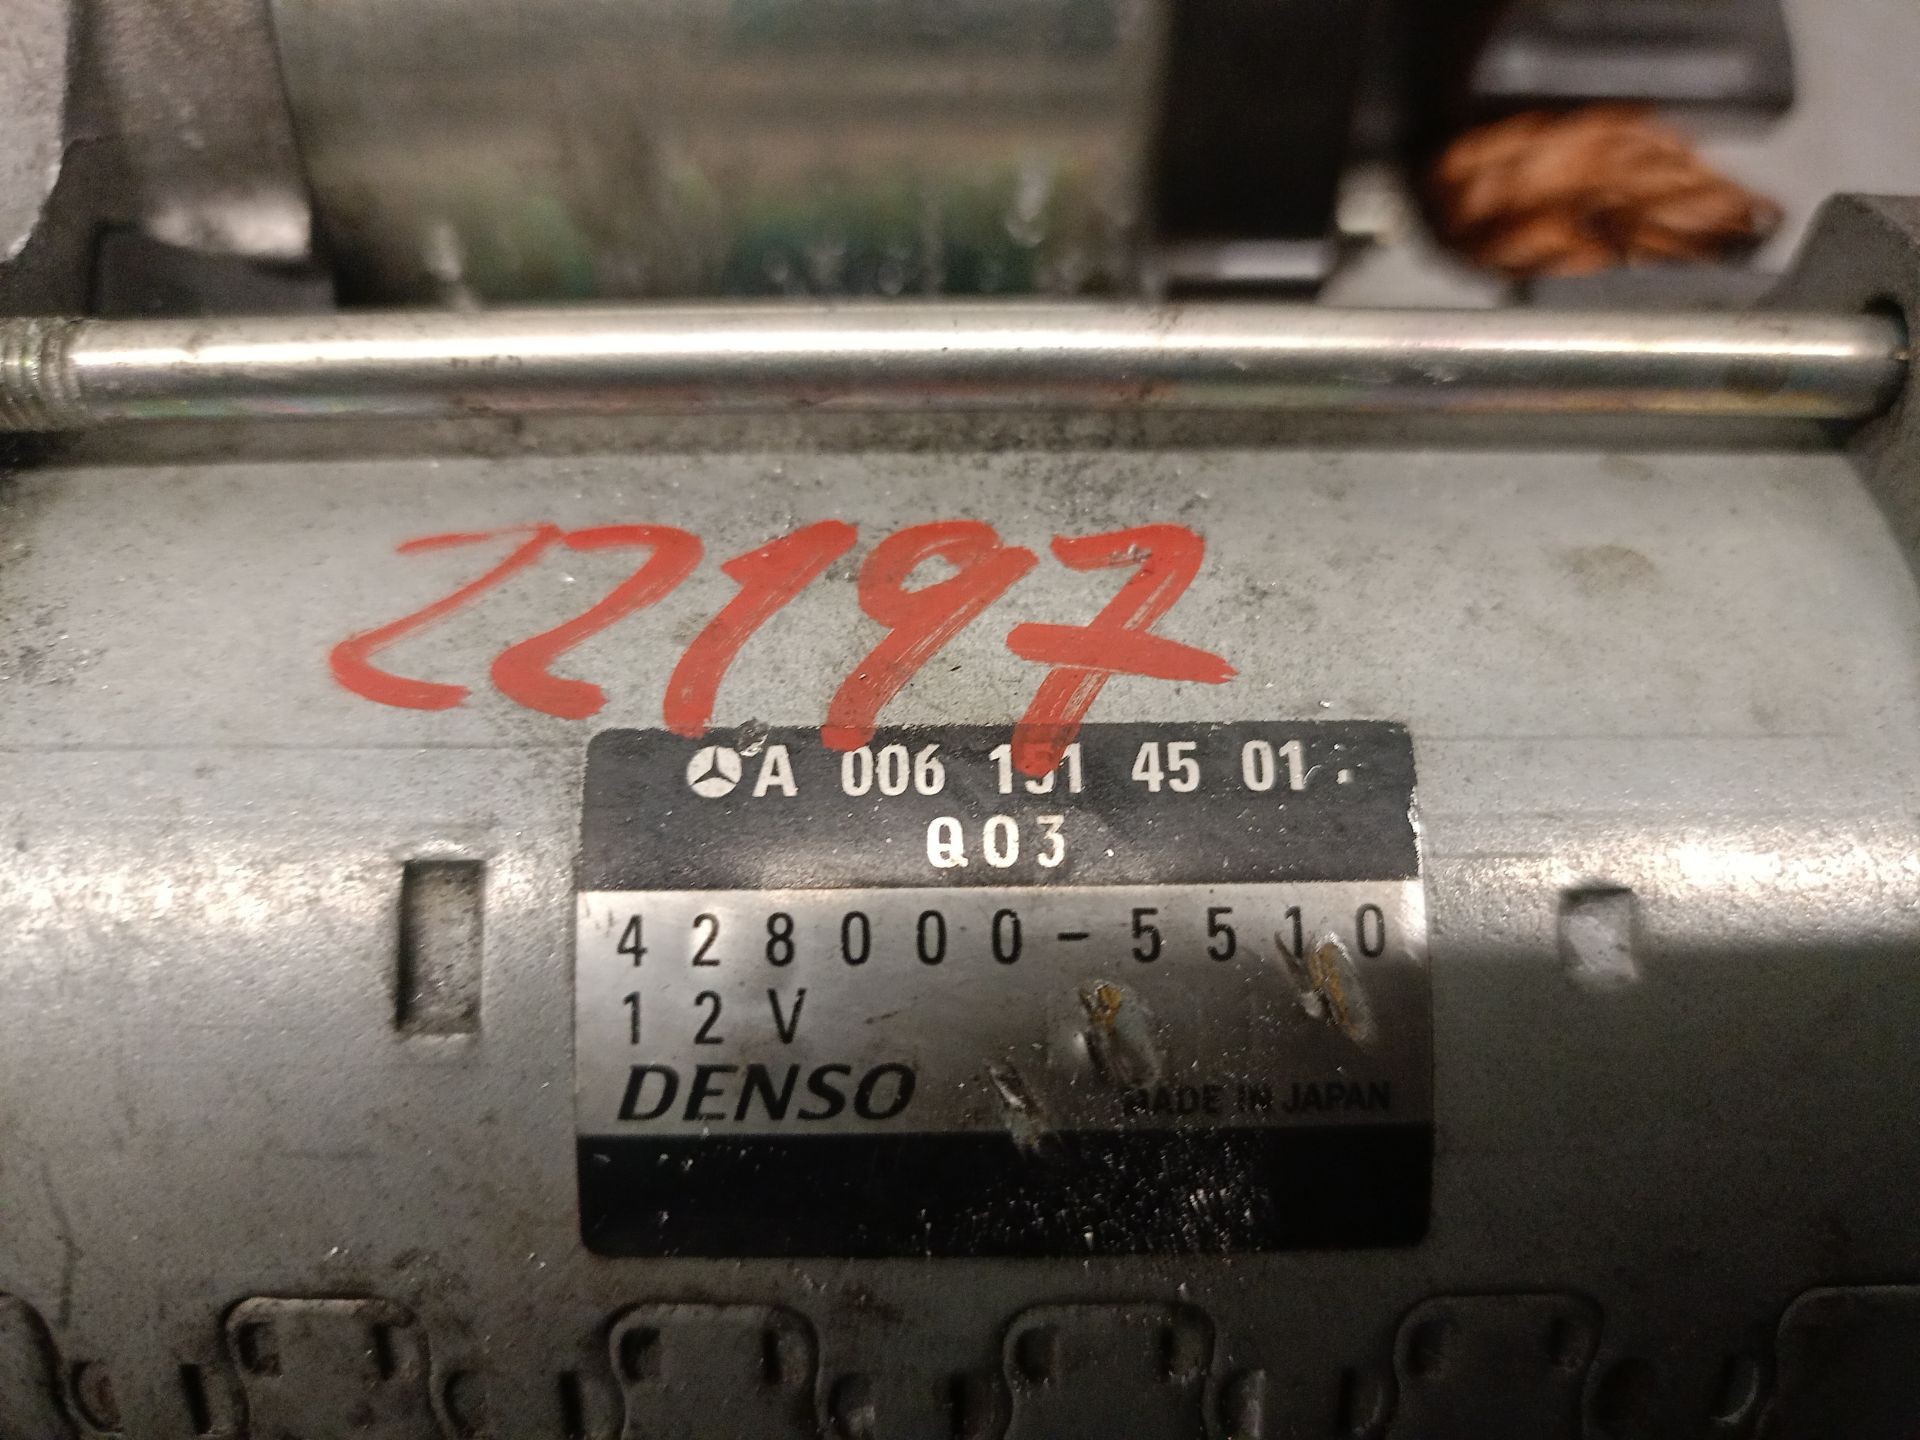 22197
A 006 151 45 01
Q03
428000-5510
12V
DENSO
MADE IN JAPAN